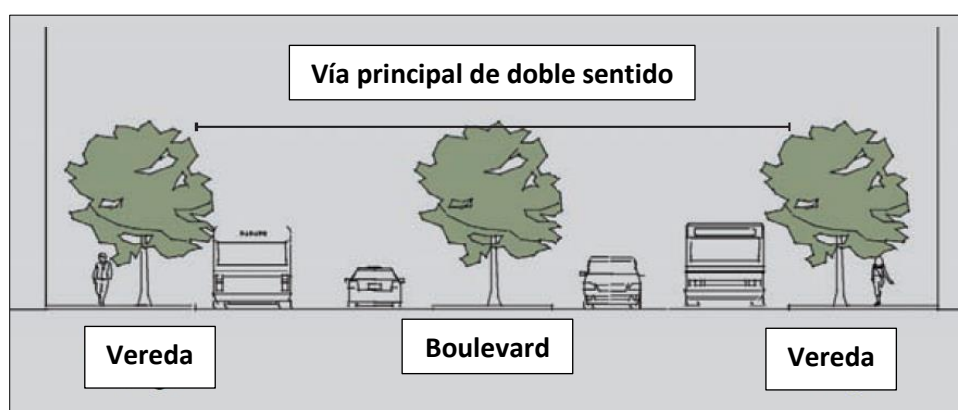 Vía principal de doble sentido
Vereda
Boulevard
Vereda